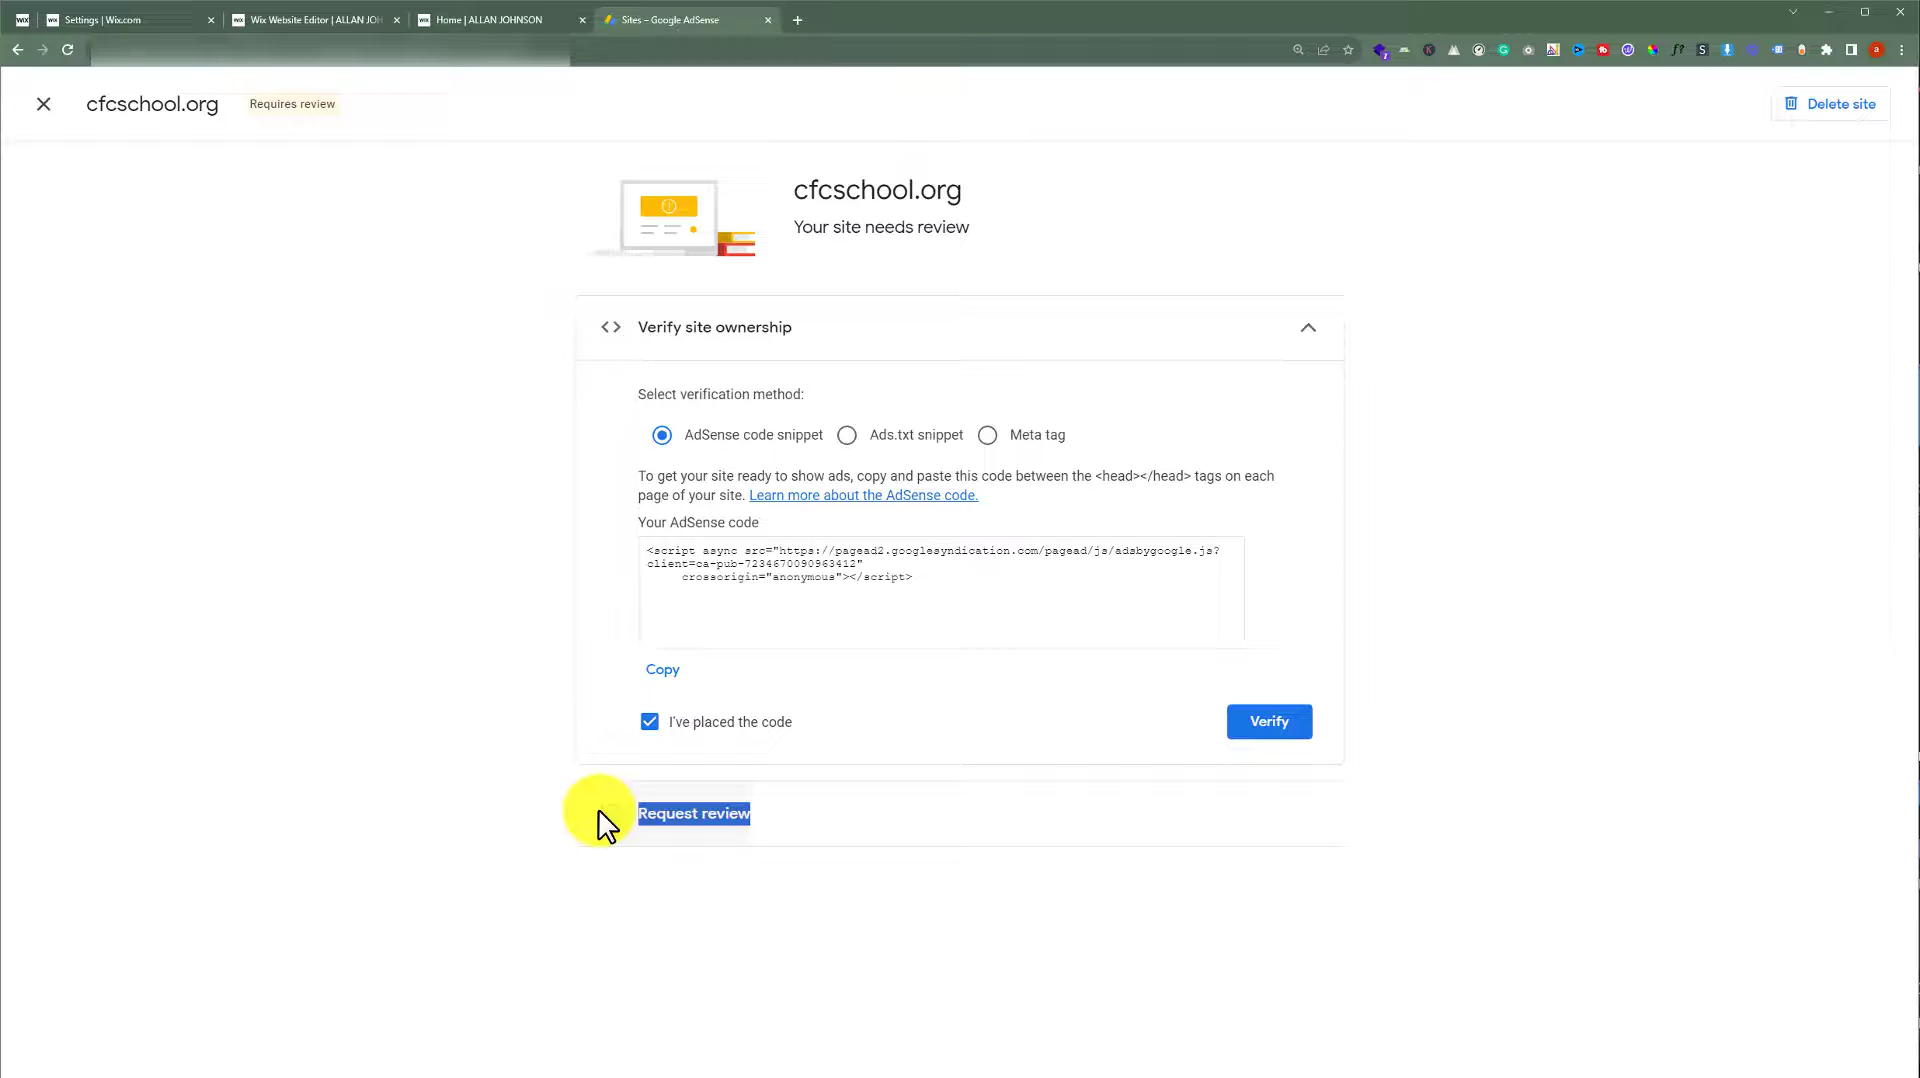 Settings | Wix.com
Wix Website Editor | ALLAN JOH
Home | ALLAN JOHNSON
Sites – Google AdSense
cfcschool.org
Requires review
Delete site
cfcschool.org
Your site needs review
Verify site ownership
Select verification method:
AdSense code snippet
Ads.txt snippet
Meta tag
To get your site ready to show ads, copy and paste this code between the <head></head> tags on each
page of your site. Learn more about the AdSense code.
Your AdSense code
<script async src="https://pagead2.googlesyndication.com/pagead/js/adsbygoogle.js?
client=ca-pub-7234670090963412"
crossorigin="anonymous"></script>
Copy
I've placed the code
Verify
Request review